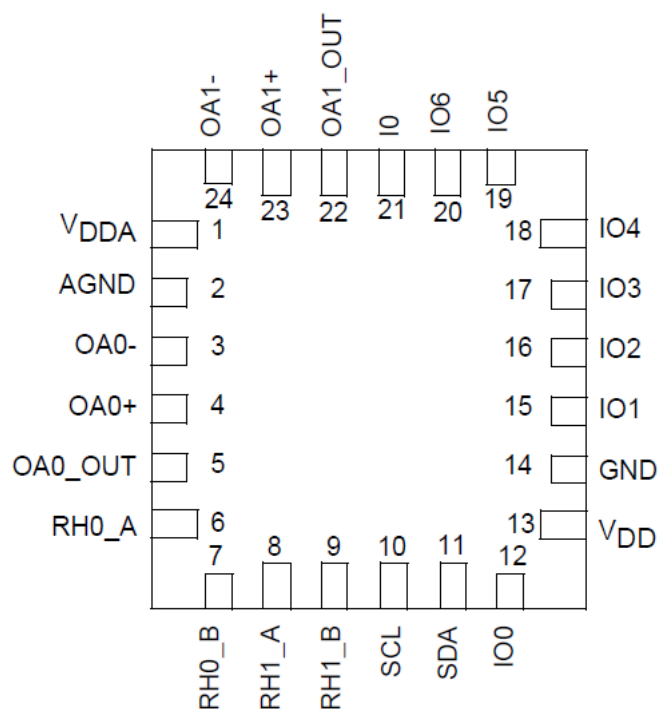 OA1-
OA1+
OA1_OUT
I0
IO6
IO5
24
23
22
21
20
19
VDDA
1
18
IO4
AGND
2
17
IO3
OA0-
3
16
IO2
OA0+
4
15
IO1
OA0_OUT
5
14
GND
RH0_A
6
13
VDD
7
8
9
10
11
12
RH0_B
RH1_A
RH1_B
SCL
SDA
IO0